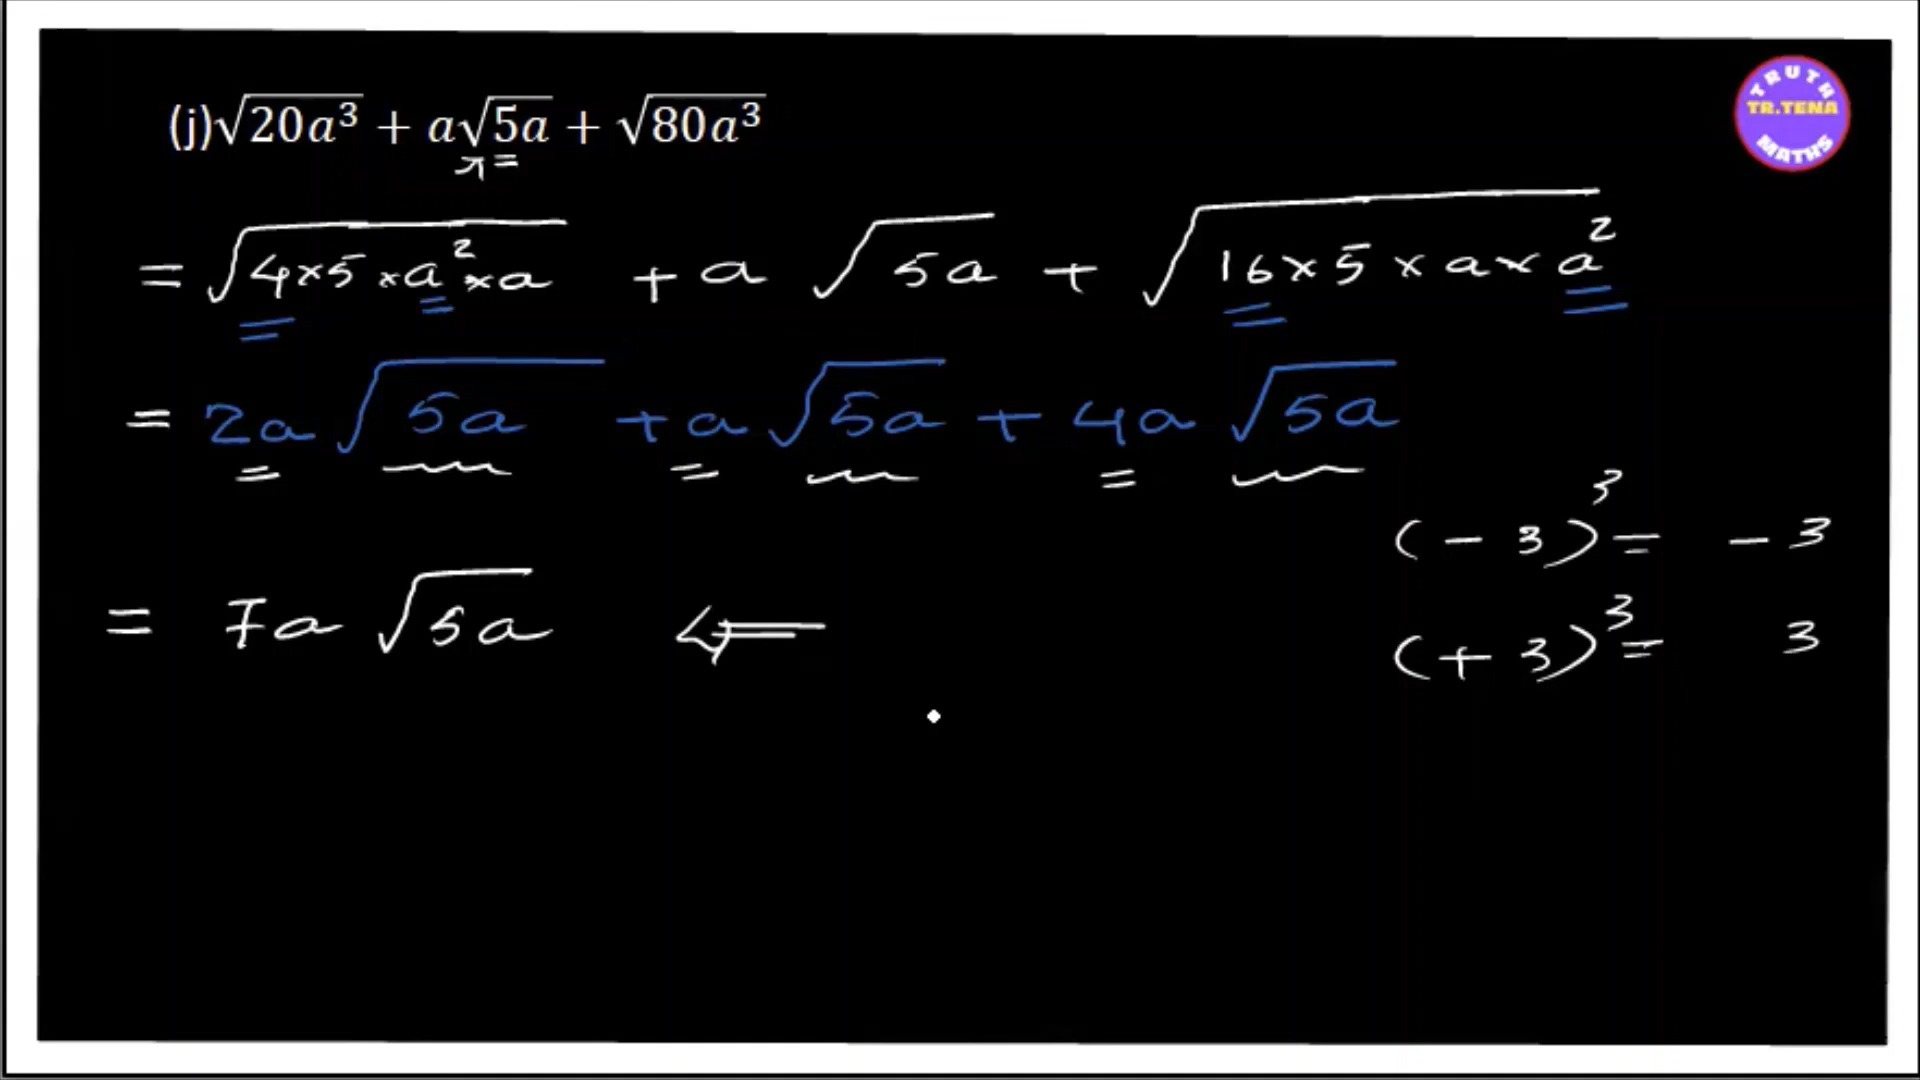 (j)√20a³ + a√5a + √80a³
= √4×5×a²×a + a √5a + √16×5×a×a²
= 2a√5a + a√5a + 4a√5a
(-3)³ = -3
= 7a√5a
(+3)³ = 3
TRUTH
TR.TENA
MATHS